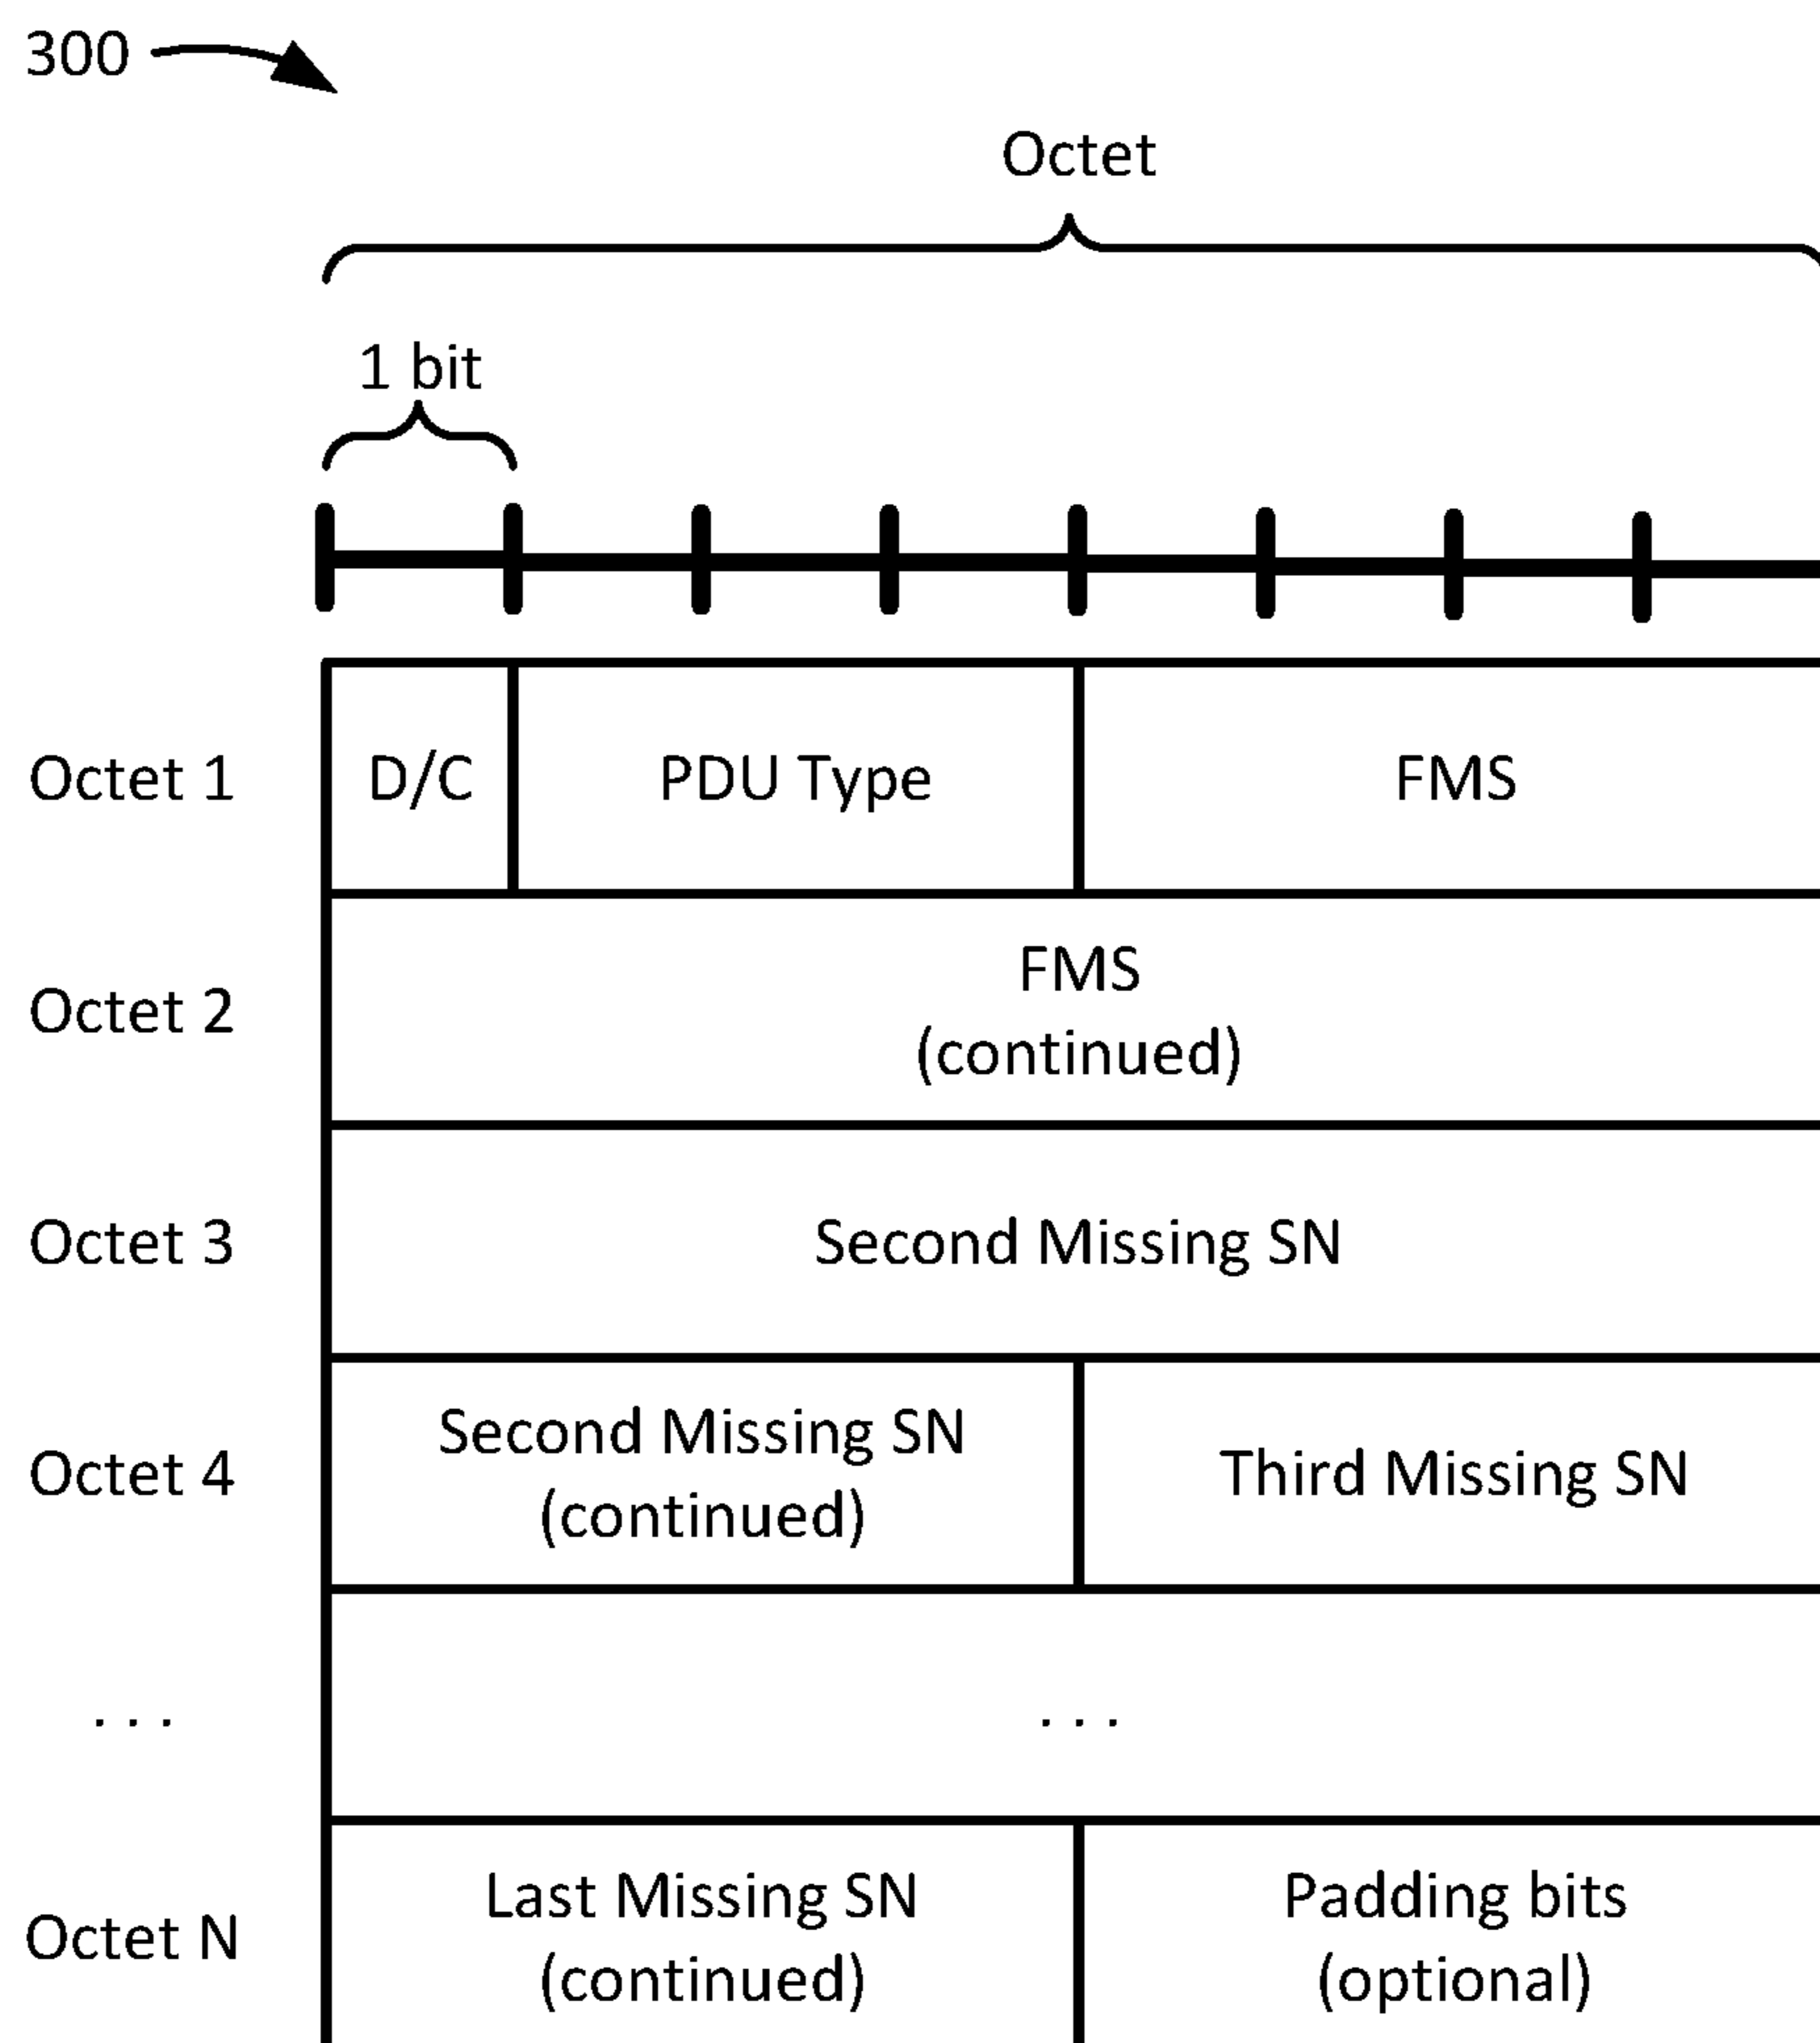 300
Octet
1 bit
Octet 1
D/C
PDU Type
FMS
Octet 2
FMS
(continued)
Octet 3
Second Missing SN
Octet 4
Second Missing SN
(continued)
Third Missing SN
. . .
. . .
Octet N
Last Missing SN
(continued)
Padding bits
(optional)